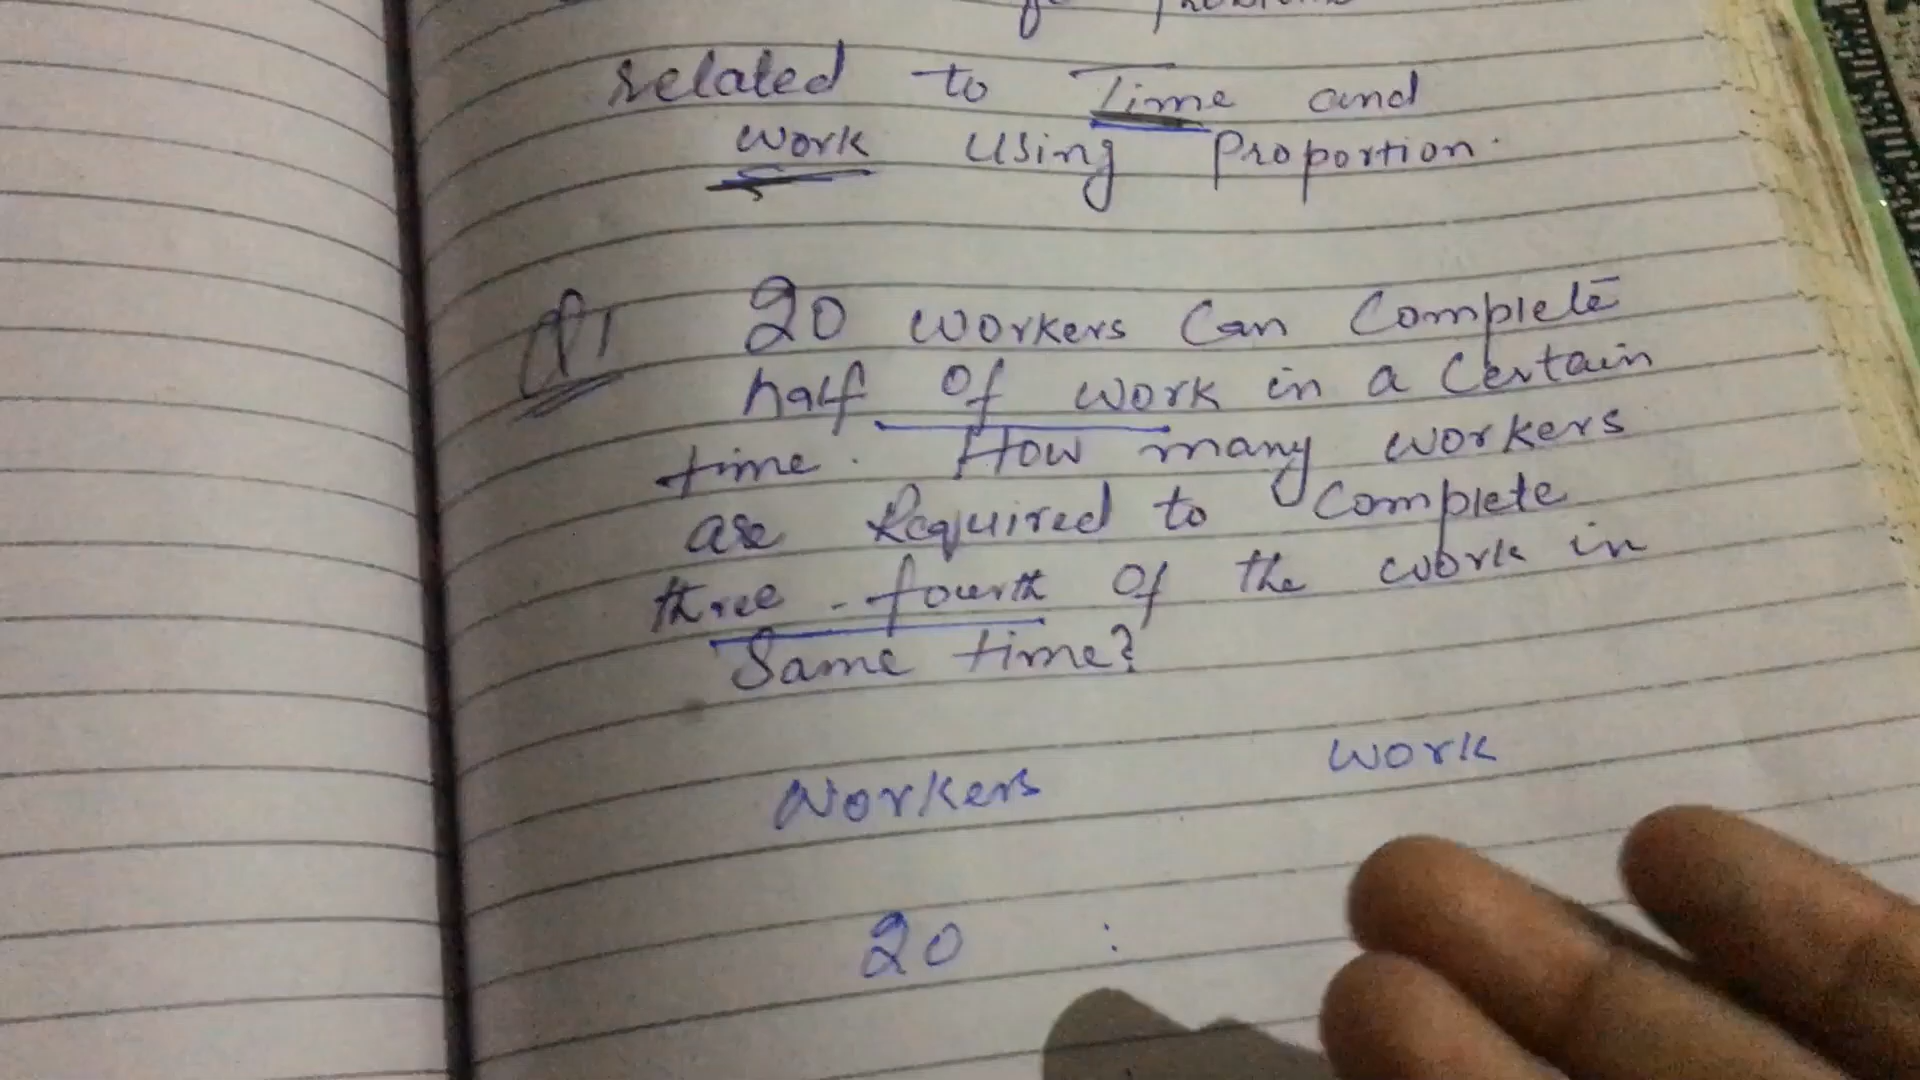 related to Time and
work using Proportion.
Q1 20 workers Can Complete
half of work in a Certain
time. How many workers
are Required to Complete
three-fourth of the work in
Same time?
Workers work
20 :